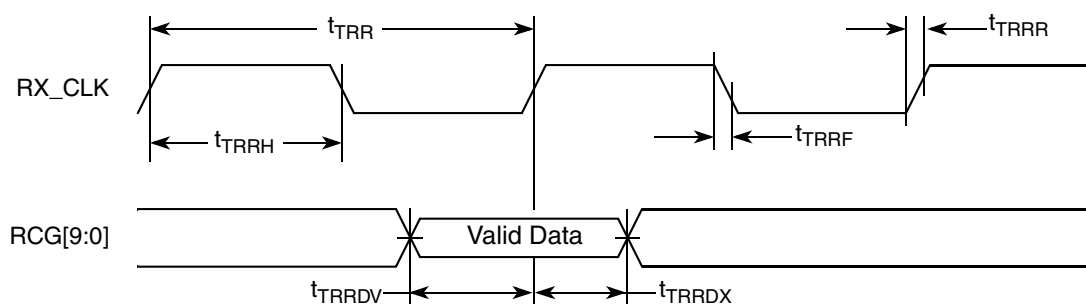 tTRR
tTRRR
RX_CLK
tTRRH
tTRRF
RCG[9:0]
Valid Data
tTRRDV
tTRRDX